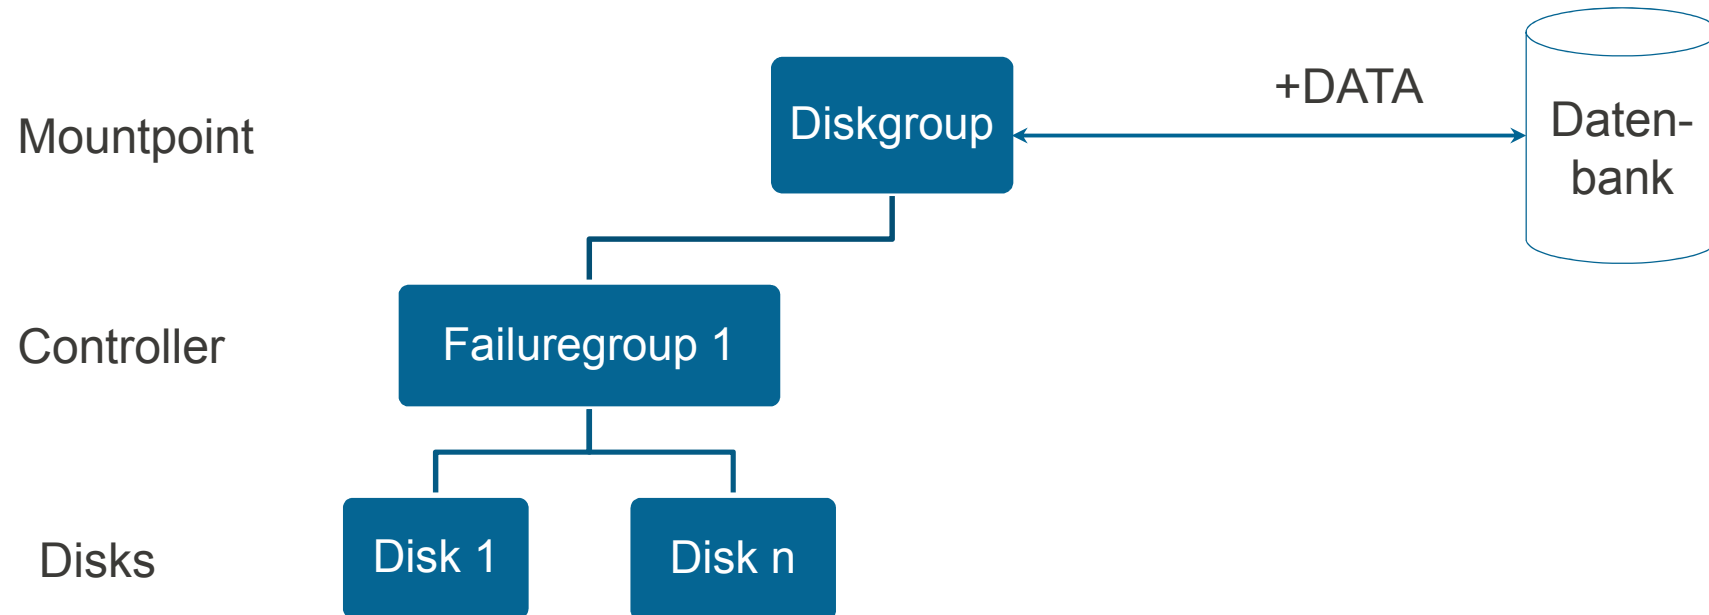 +DATA
Mountpoint
Diskgroup
Daten-
bank
Controller
Failuregroup 1
Disks
Disk 1
Disk n